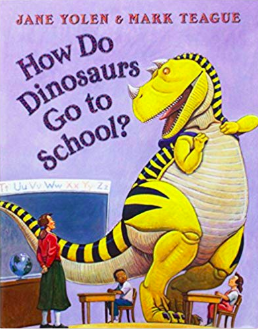 JANE YOLEN & MARK TEAGUE
How Do
Dinosaurs
Go to
School?
Tt Uu Vv Ww Xx Yy Zz